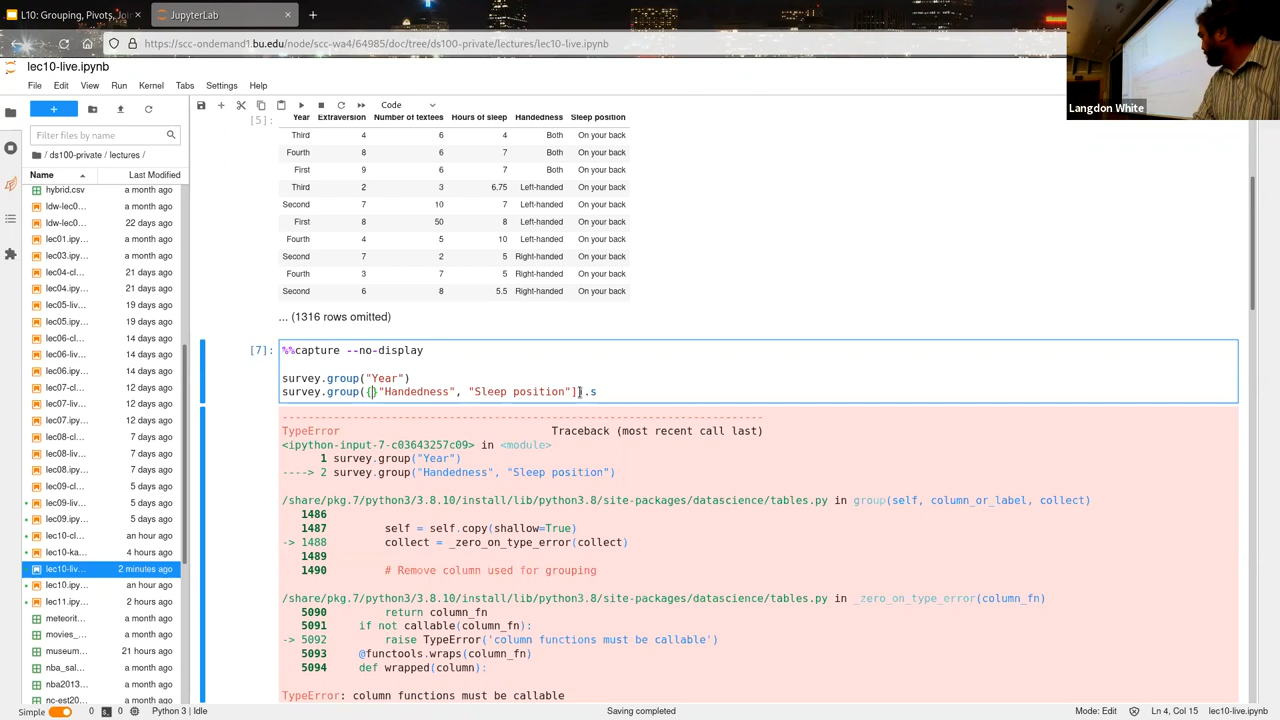 L10: Grouping, Pivots, Joi
JupyterLab
https://scc-ondemand1.bu.edu/node/scc-wa4/64985/doc/tree/ds100-private/lectures/lec10-live.ipynb
Langdon White
lec10-live.ipynb
File Edit View Run Kernel Tabs Settings Help
Code
Filter files by name
/ ds100-private / lectures /
Name Last Modified
hybrid.csv a month ago
ldw-lec0... a month ago
ldw-lec0... 22 days ago
lec01.ipy... a month ago
lec03.ipy... a month ago
lec04-cl... 21 days ago
lec04.ipy... 21 days ago
lec05-liv... 19 days ago
lec05.ipy... 19 days ago
lec06-cl... 14 days ago
lec06-liv... 14 days ago
lec06.ipy... 14 days ago
lec07-cl... 12 days ago
lec07-liv... 12 days ago
lec07.ipy... 12 days ago
lec08-cl... 7 days ago
lec08-liv... 7 days ago
lec08.ipy... 7 days ago
lec09-cl... 5 days ago
lec09-liv... 5 days ago
lec09.ipy... 5 days ago
lec10-cl... an hour ago
lec10-ka... 4 hours ago
lec10-liv... 2 minutes ago
lec10.ipy... an hour ago
lec11.ipy... 2 hours ago
meteorit... a month ago
movies_... a month ago
museum... 21 hours ago
nba_sal... a month ago
nba2013... a month ago
nc-est20... a month ago
[5]:
Year Extraversion Number of textees Hours of sleep Handedness Sleep position
Third 4 6 4 Both On your back
Fourth 8 6 7 Both On your back
First 9 6 7 Both On your back
Third 2 3 6.75 Left-handed On your back
Second 7 10 7 Left-handed On your back
First 8 50 8 Left-handed On your back
Fourth 4 5 10 Left-handed On your back
Second 7 2 5 Right-handed On your back
Fourth 3 7 5 Right-handed On your back
Second 6 8 5.5 Right-handed On your back
... (1316 rows omitted)
[7]:
%%capture --no-display
survey.group("Year")
survey.group({}"Handedness", "Sleep position"]).s
---------------------------------------------------------------------------
TypeError Traceback (most recent call last)
<ipython-input-7-c03643257c09> in <module>
1 survey.group("Year")
----> 2 survey.group("Handedness", "Sleep position")
/share/pkg.7/python3/3.8.10/install/lib/python3.8/site-packages/datascience/tables.py in group(self, column_or_label, collect)
1486
1487 self = self.copy(shallow=True)
-> 1488 collect = _zero_on_type_error(collect)
1489
1490 # Remove column used for grouping
/share/pkg.7/python3/3.8.10/install/lib/python3.8/site-packages/datascience/tables.py in _zero_on_type_error(column_fn)
5090 return column_fn
5091 if not callable(column_fn):
-> 5092 raise TypeError('column functions must be callable')
5093 @functools.wraps(column_fn)
5094 def wrapped(column):
TypeError: column functions must be callable
Simple 0 0 Python 3 | Idle Saving completed Mode: Edit Ln 4, Col 15 lec10-live.ipynb